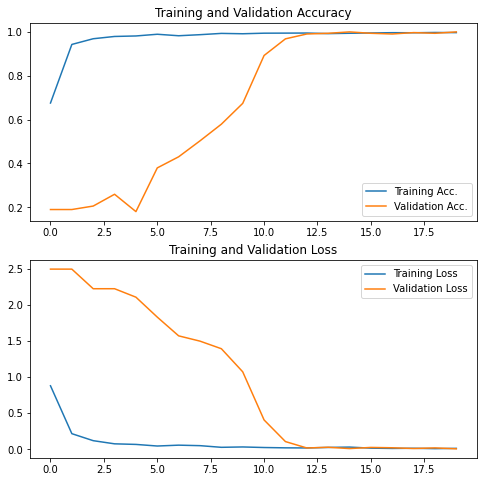 Training and Validation Accuracy
1.0
0.8
0.6
0.4
0.2
Training Acc.
Validation Acc.
0.0 2.5 5.0 7.5 10.0 12.5 15.0 17.5
Training and Validation Loss
2.5
2.0
1.5
1.0
0.5
0.0
Training Loss
Validation Loss
0.0 2.5 5.0 7.5 10.0 12.5 15.0 17.5